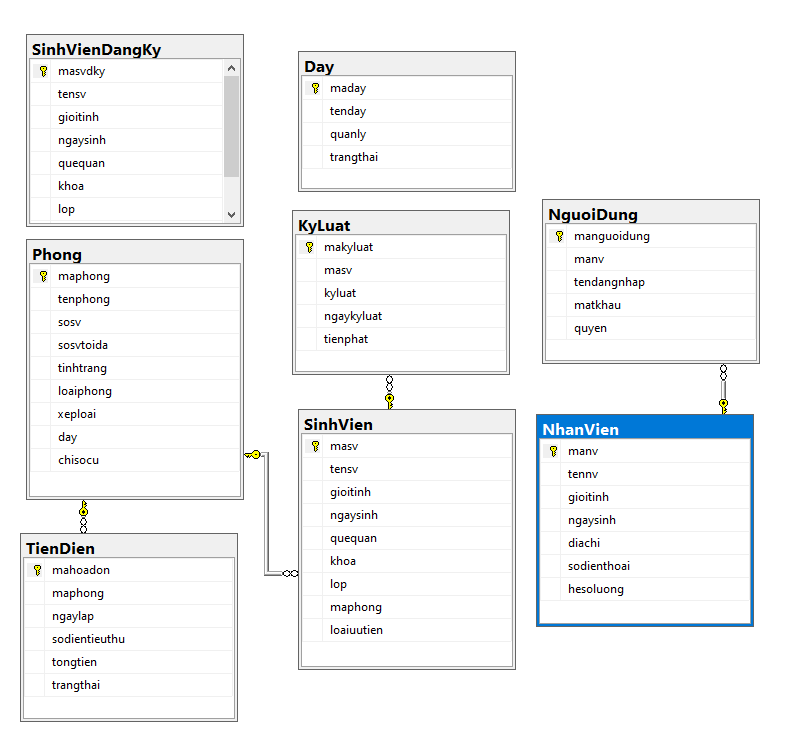 SinhVienDangKy
masvdky
tensv
gioitinh
ngaysinh
quequan
khoa
lop
Day
maday
tenday
quanly
trangthai
KyLuat
makyluat
masv
kyluat
ngaykyluat
tienphat
NguoiDung
manguoidung
manv
tendangnhap
matkhau
quyen
Phong
maphong
tenphong
sosv
sosvtoida
tinhtrang
loaiphong
xeploai
day
chisocu
SinhVien
masv
tensv
gioitinh
ngaysinh
quequan
khoa
lop
maphong
loaiuutien
NhanVien
manv
tennv
gioitinh
ngaysinh
diachi
sodienthoai
hesoluong
TienDien
mahoadon
maphong
ngaylap
sodientieuthu
tongtien
trangthai